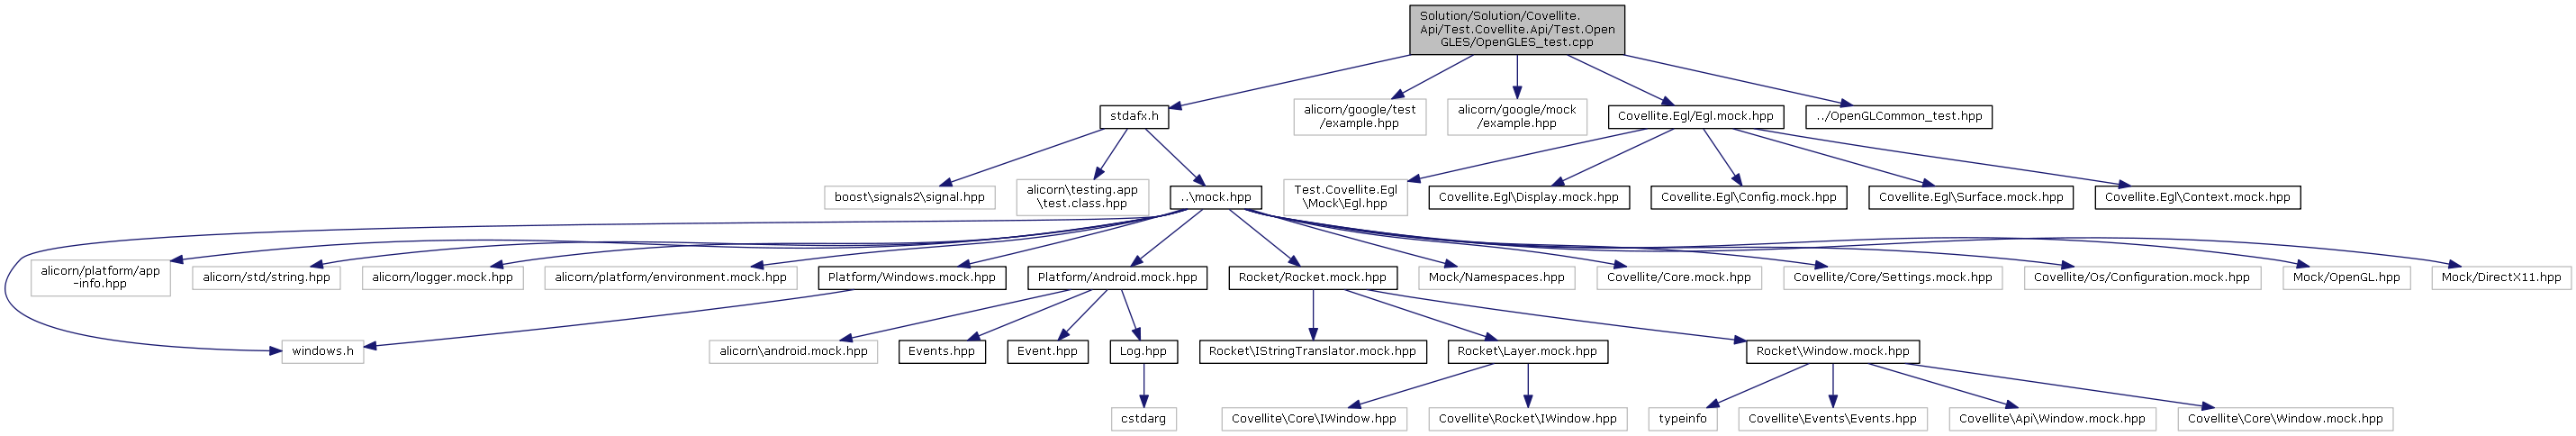 Solution/Solution/Covellite.
Api/Test.Covellite.Api/Test.Open
GLES/OpenGLES_test.cpp
stdafx.h
alicorn/google/test
/example.hpp
alicorn/google/mock
/example.hpp
Covellite.Egl/Egl.mock.hpp
../OpenGLCommon_test.hpp
boost\signals2\signal.hpp
alicorn\testing.app
\test.class.hpp
..\mock.hpp
Test.Covellite.Egl
\Mock\Egl.hpp
Covellite.Egl\Display.mock.hpp
Covellite.Egl\Config.mock.hpp
Covellite.Egl\Surface.mock.hpp
Covellite.Egl\Context.mock.hpp
alicorn/platform/app
-info.hpp
alicorn/std/string.hpp
alicorn/logger.mock.hpp
alicorn/platform/environment.mock.hpp
Platform/Windows.mock.hpp
Platform/Android.mock.hpp
Rocket/Rocket.mock.hpp
Mock/Namespaces.hpp
Covellite/Core.mock.hpp
Covellite/Core/Settings.mock.hpp
Covellite/Os/Configuration.mock.hpp
Mock/OpenGL.hpp
Mock/DirectX11.hpp
windows.h
alicorn\android.mock.hpp
Events.hpp
Event.hpp
Log.hpp
Rocket\IStringTranslator.mock.hpp
Rocket\Layer.mock.hpp
Rocket\Window.mock.hpp
cstdarg
Covellite\Core\IWindow.hpp
Covellite\Rocket\IWindow.hpp
typeinfo
Covellite\Events\Events.hpp
Covellite\Api\Window.mock.hpp
Covellite\Core\Window.mock.hpp